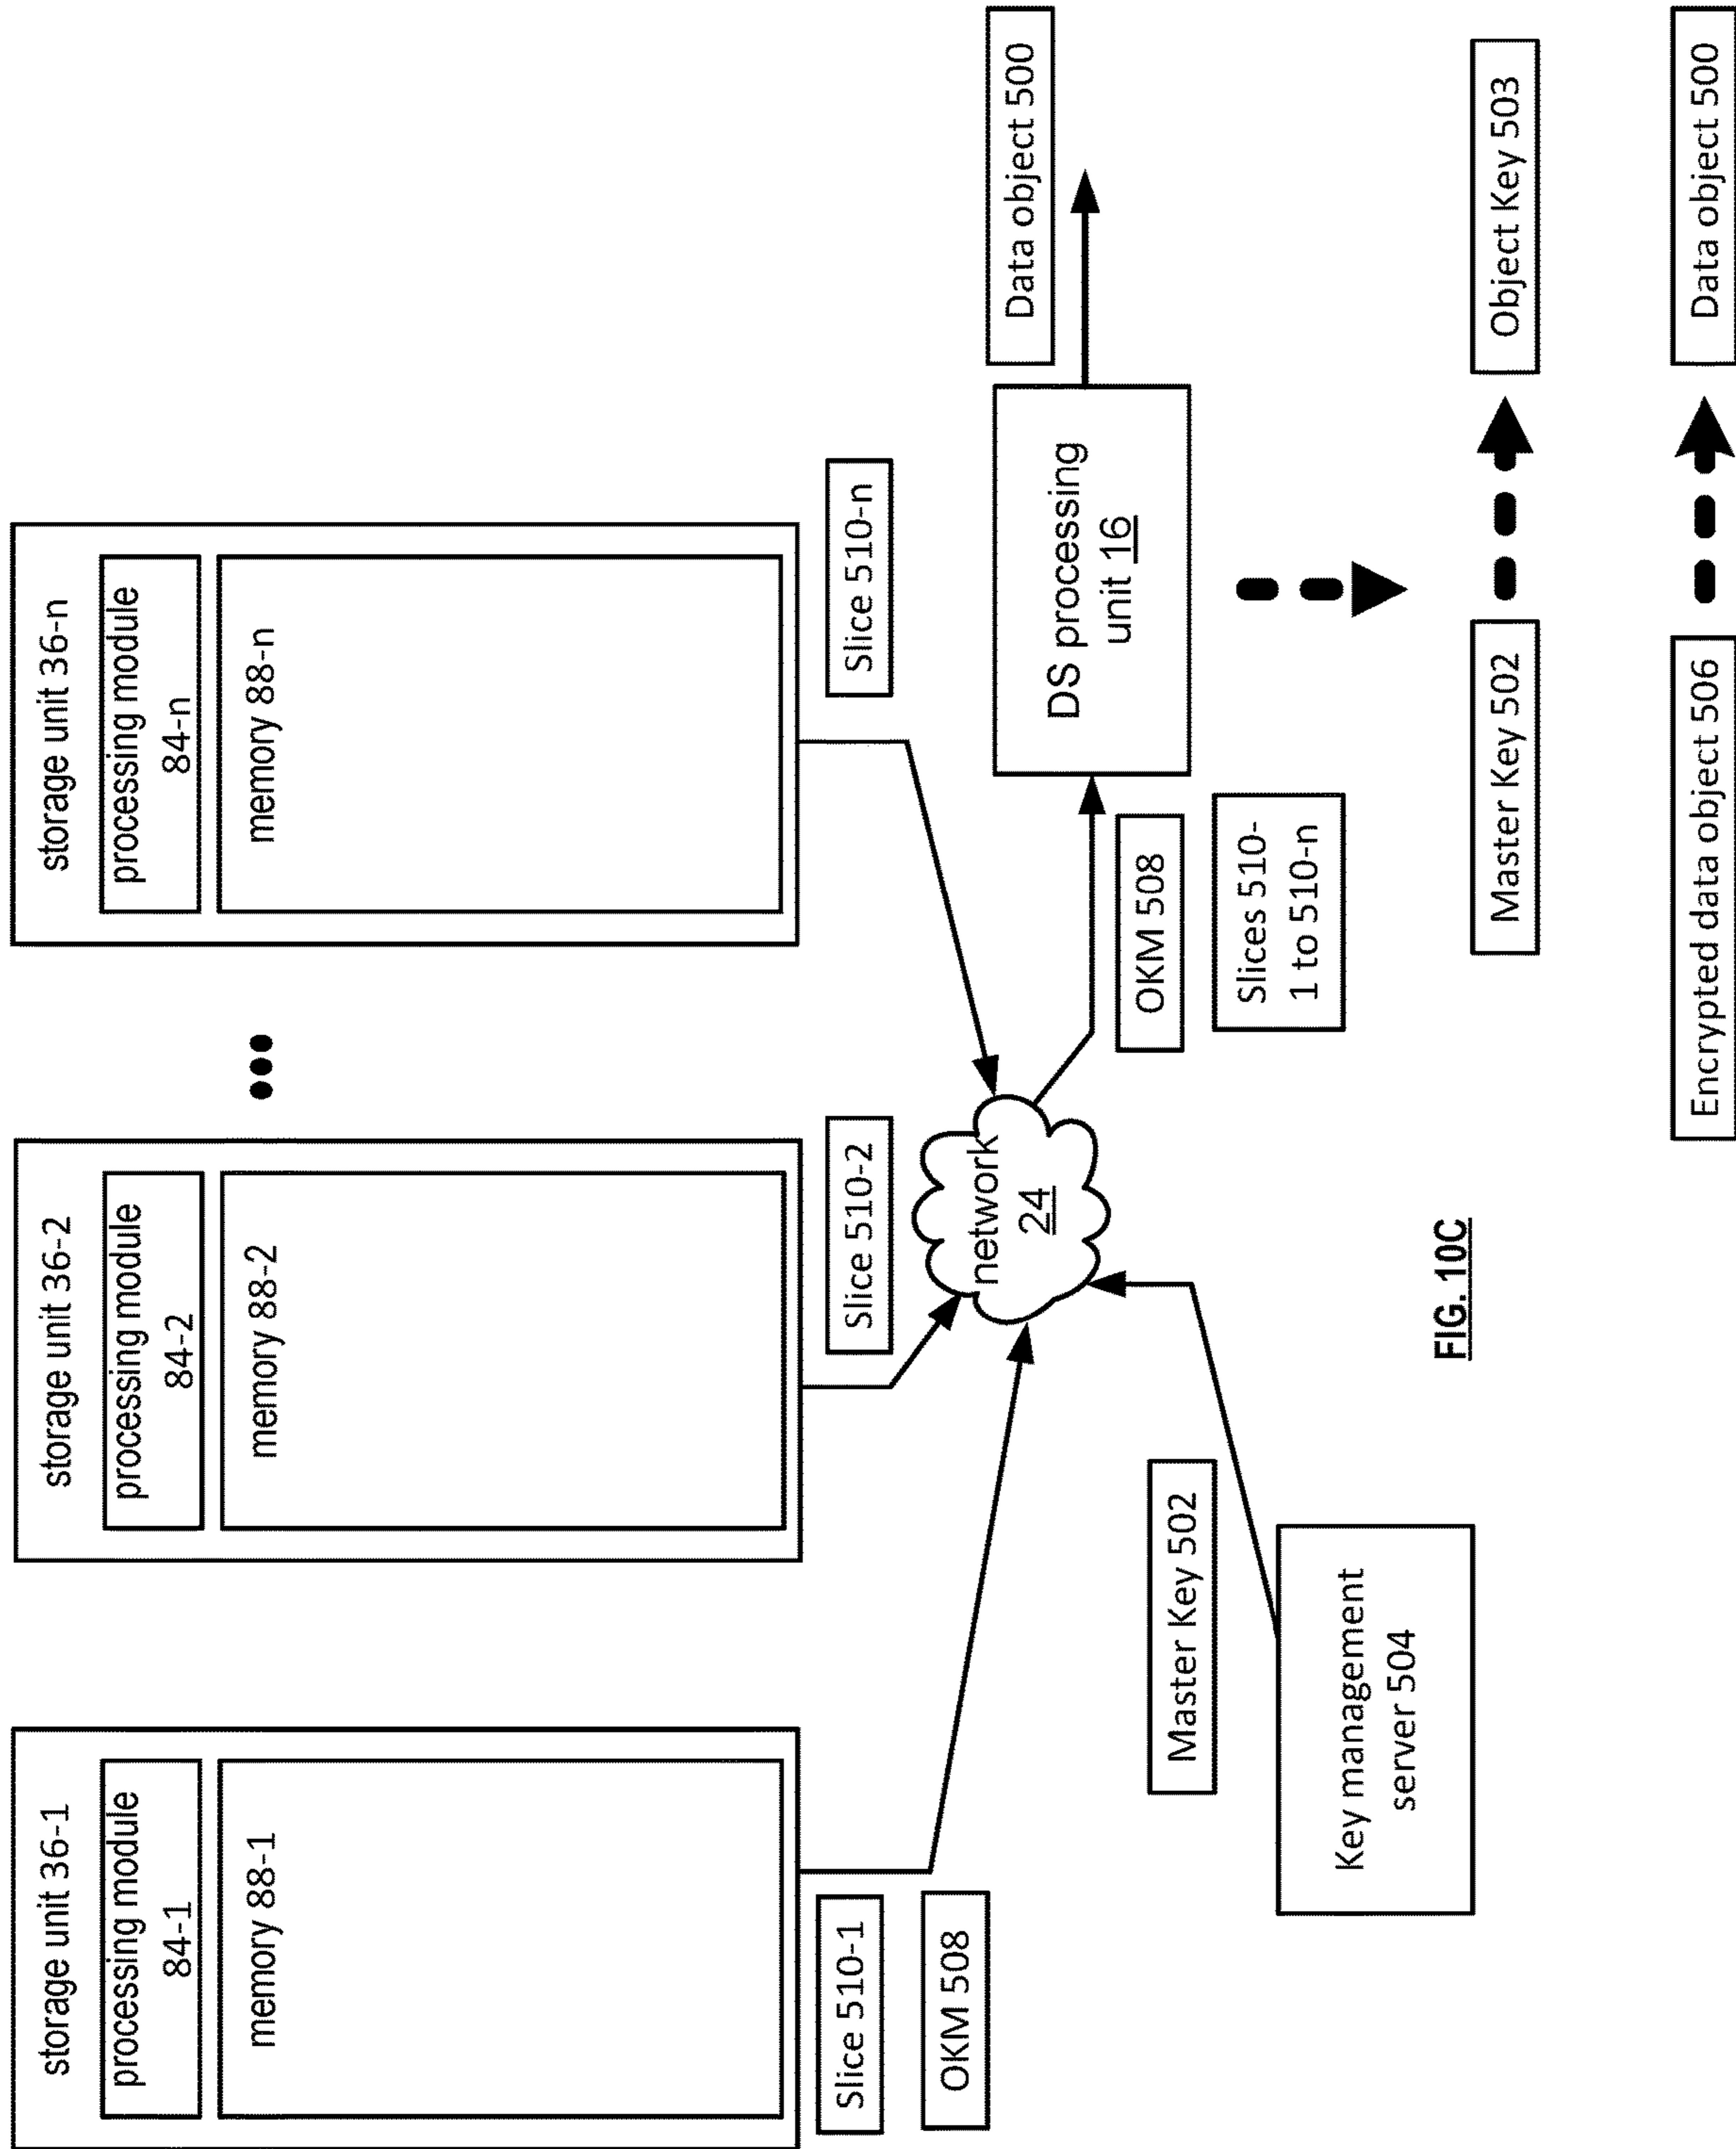 storage unit 36-1
processing module
84-1
memory 88-1
storage unit 36-2
processing module
84-2
memory 88-2
storage unit 36-n
processing module
84-n
memory 88-n
Slice 510-1
OKM 508
Slice 510-2
Slice 510-n
network
24
Master Key 502
Key management
server 504
OKM 508
Slices 510-
1 to 510-n
DS processing
unit 16
Data object 500
Master Key 502
Object Key 503
Encrypted data object 506
Data object 500
FIG. 10C